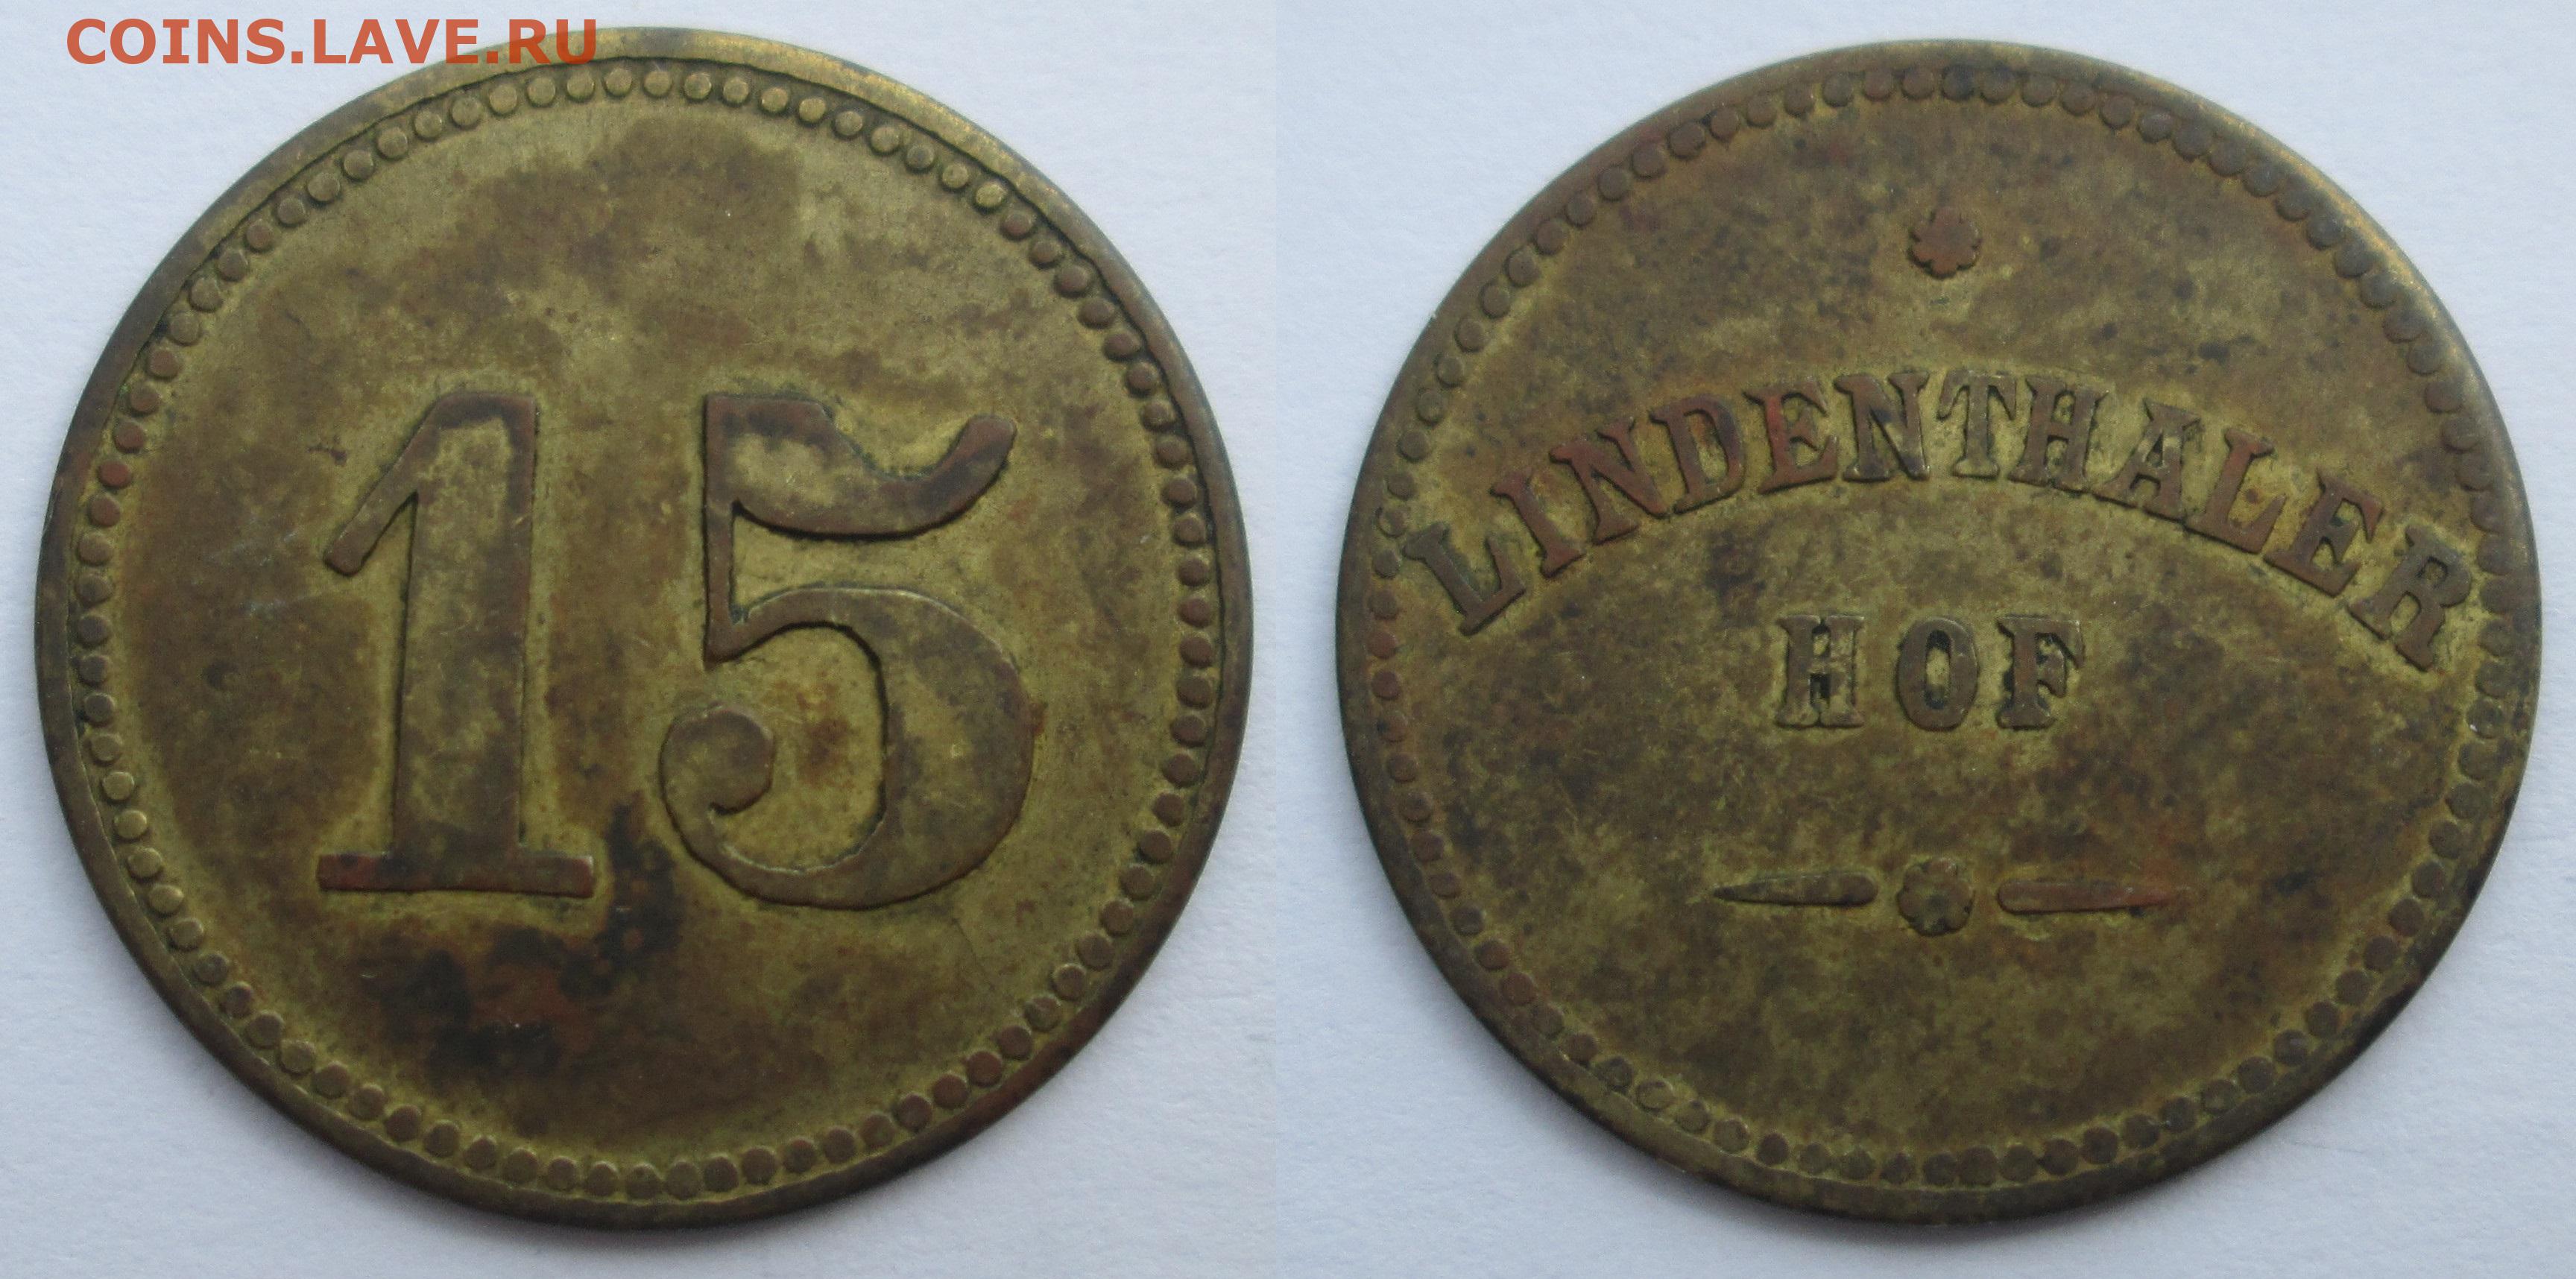 COINS.LAVE.RU
15
LINDENTHALER
HOF